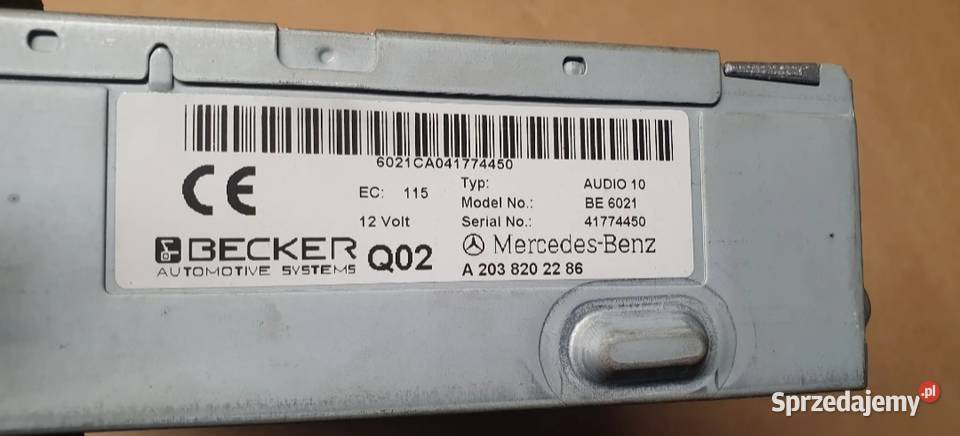 6021CA041774450
CE
EC: 115
12 Volt
Typ: AUDIO 10
Model No.: BE 6021
Serial No.: 41774450
BECKER
AUTOMOTIVE SYSTEMS
Q02
Mercedes-Benz
A 203 820 22 86
Sprzedajemy.pl